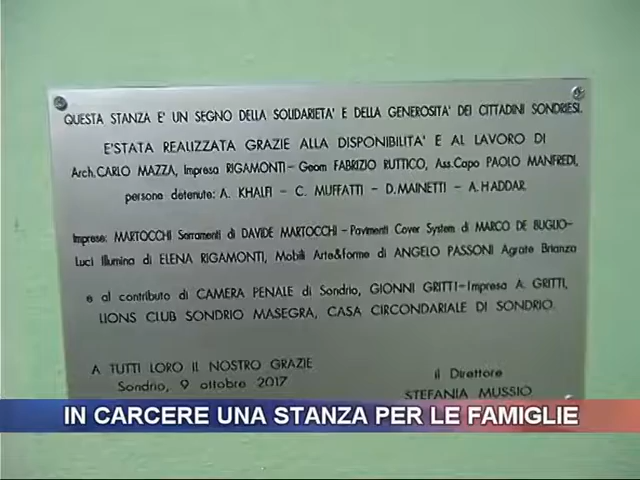 QUESTA STANZA E' UN SEGNO DELLA SOLIDARIETA' E DELLA GENEROSITA' DEI CITTADINI SONDRIESI.
E'STATA REALIZZATA GRAZIE ALLA DISPONIBILITA' E AL LAVORO DI
Arch. CARLO MAZZA, Impresa RIGAMONTI - Geom FABRIZIO RUTTICO, Ass.Capo PAOLO MANFREDI,
persone detenute: A. KHALFI - C. MUFFATTI - D.MAINETTI - A.HADDAR.
Imprese: MARTOCCHI Serramenti di DAVIDE MARTOCCHI - Pavimenti Cover System di MARCO DE BUGLIO-
Luci Illumina di ELENA RIGAMONTI, Mobili Arte&forme di ANGELO PASSONI Agrate Brianza
e al contributo di CAMERA PENALE di Sondrio, GIONNI GRITTI-Impresa A. GRITTI,
LIONS CLUB SONDRIO MASEGRA, CASA CIRCONDARIALE DI SONDRIO.
A TUTTI LORO IL NOSTRO GRAZIE
Sondrio, 9 ottobre 2017
il Direttore
STEFANIA MUSSIO
IN CARCERE UNA STANZA PER LE FAMIGLIE